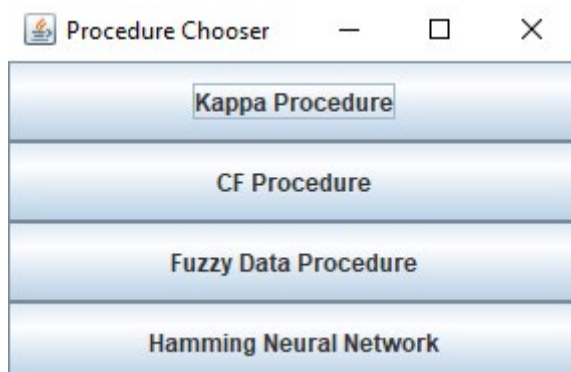 Procedure Chooser
Kappa Procedure
CF Procedure
Fuzzy Data Procedure
Hamming Neural Network